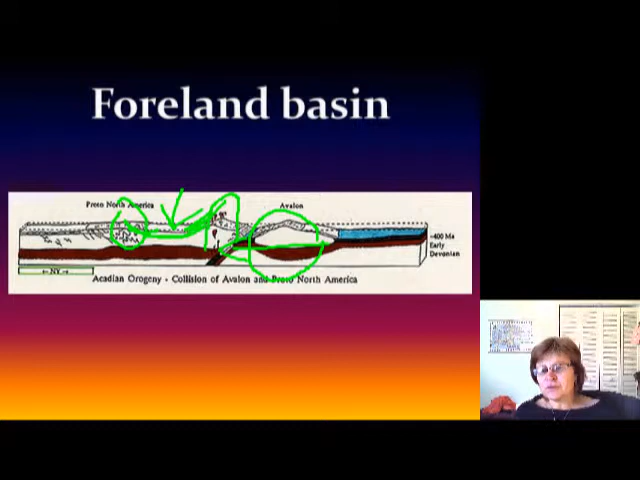 Foreland basin
Proto North America
Avalon
~400 Ma
Early
Devonian
← NY →
Acadian Orogeny - Collision of Avalon and Proto North America